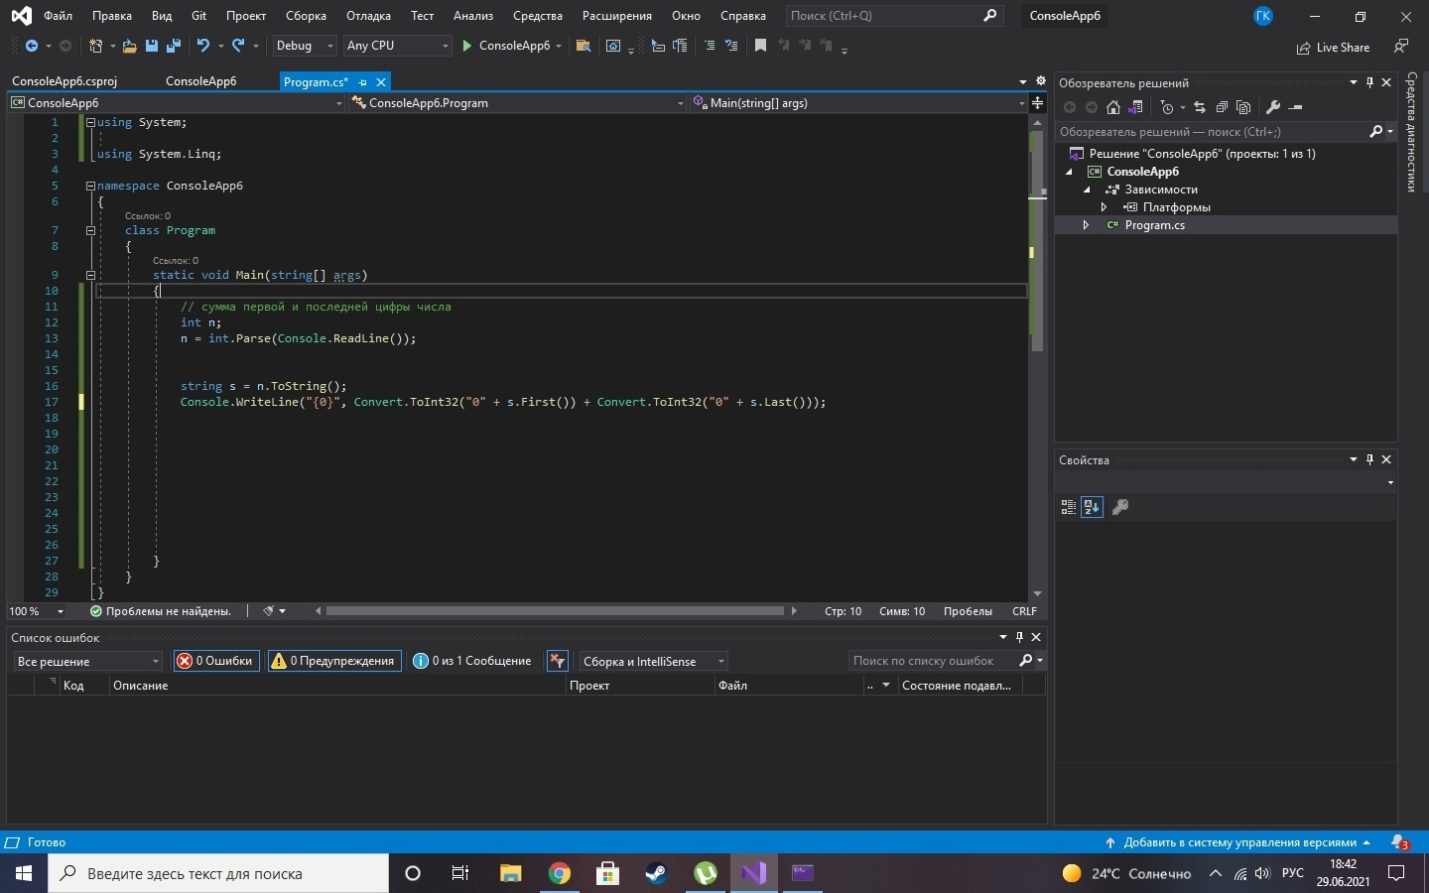 Файл Правка Вид Git Проект Сборка Отладка Тест Анализ Средства Расширения Окно Справка Поиск (Ctrl+Q) ConsoleApp6 ГК
Debug Any CPU ConsoleApp6 Live Share
ConsoleApp6.csproj ConsoleApp6 Program.cs*
ConsoleApp6 ConsoleApp6.Program Main(string[] args)
1 using System;
2
3 using System.Linq;
4
5 namespace ConsoleApp6
6 {
Ссылок: 0
7 class Program
8 {
Ссылок: 0
9 static void Main(string[] args)
10 {
11 // сумма первой и последней цифры числа
12 int n;
13 n = int.Parse(Console.ReadLine());
14
15
16 string s = n.ToString();
17 Console.WriteLine("{0}", Convert.ToInt32("0" + s.First()) + Convert.ToInt32("0" + s.Last()));
18
19
20
21
22
23
24
25
26
27 }
28 }
29 }
100 % Проблемы не найдены. Стр: 10 Симв: 10 Пробелы CRLF
Обозреватель решений
Обозреватель решений — поиск (Ctrl+;)
Решение "ConsoleApp6" (проекты: 1 из 1)
ConsoleApp6
Зависимости
Платформы
Program.cs
Средства диагностики
Свойства
Список ошибок
Все решение 0 Ошибки 0 Предупреждения 0 из 1 Сообщение Сборка и IntelliSense Поиск по списку ошибок
Код Описание Проект Файл .. Состояние подавл...
Готово Добавить в систему управления версиями 3
Введите здесь текст для поиска 24°C Солнечно РУС 18:42
29.06.2021